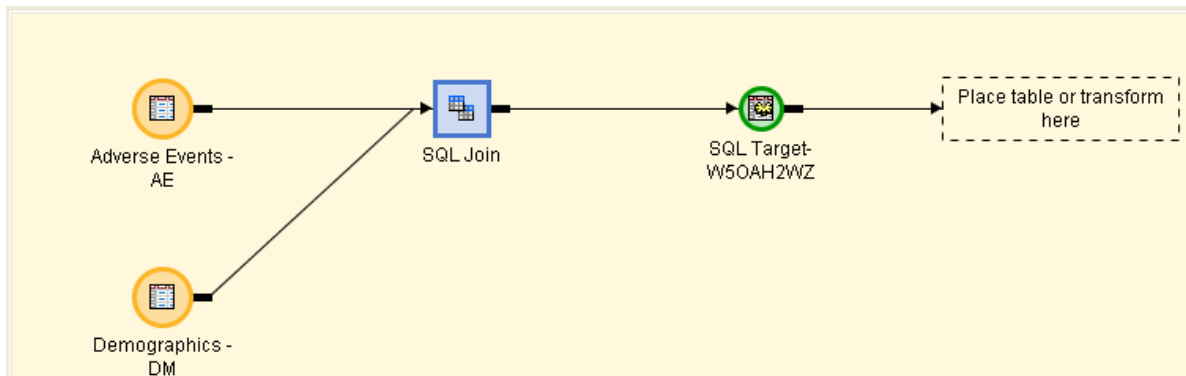 Adverse Events -
AE
SQL Join
SQL Target-
W5OAH2WZ
Place table or transform
here
Demographics -
DM